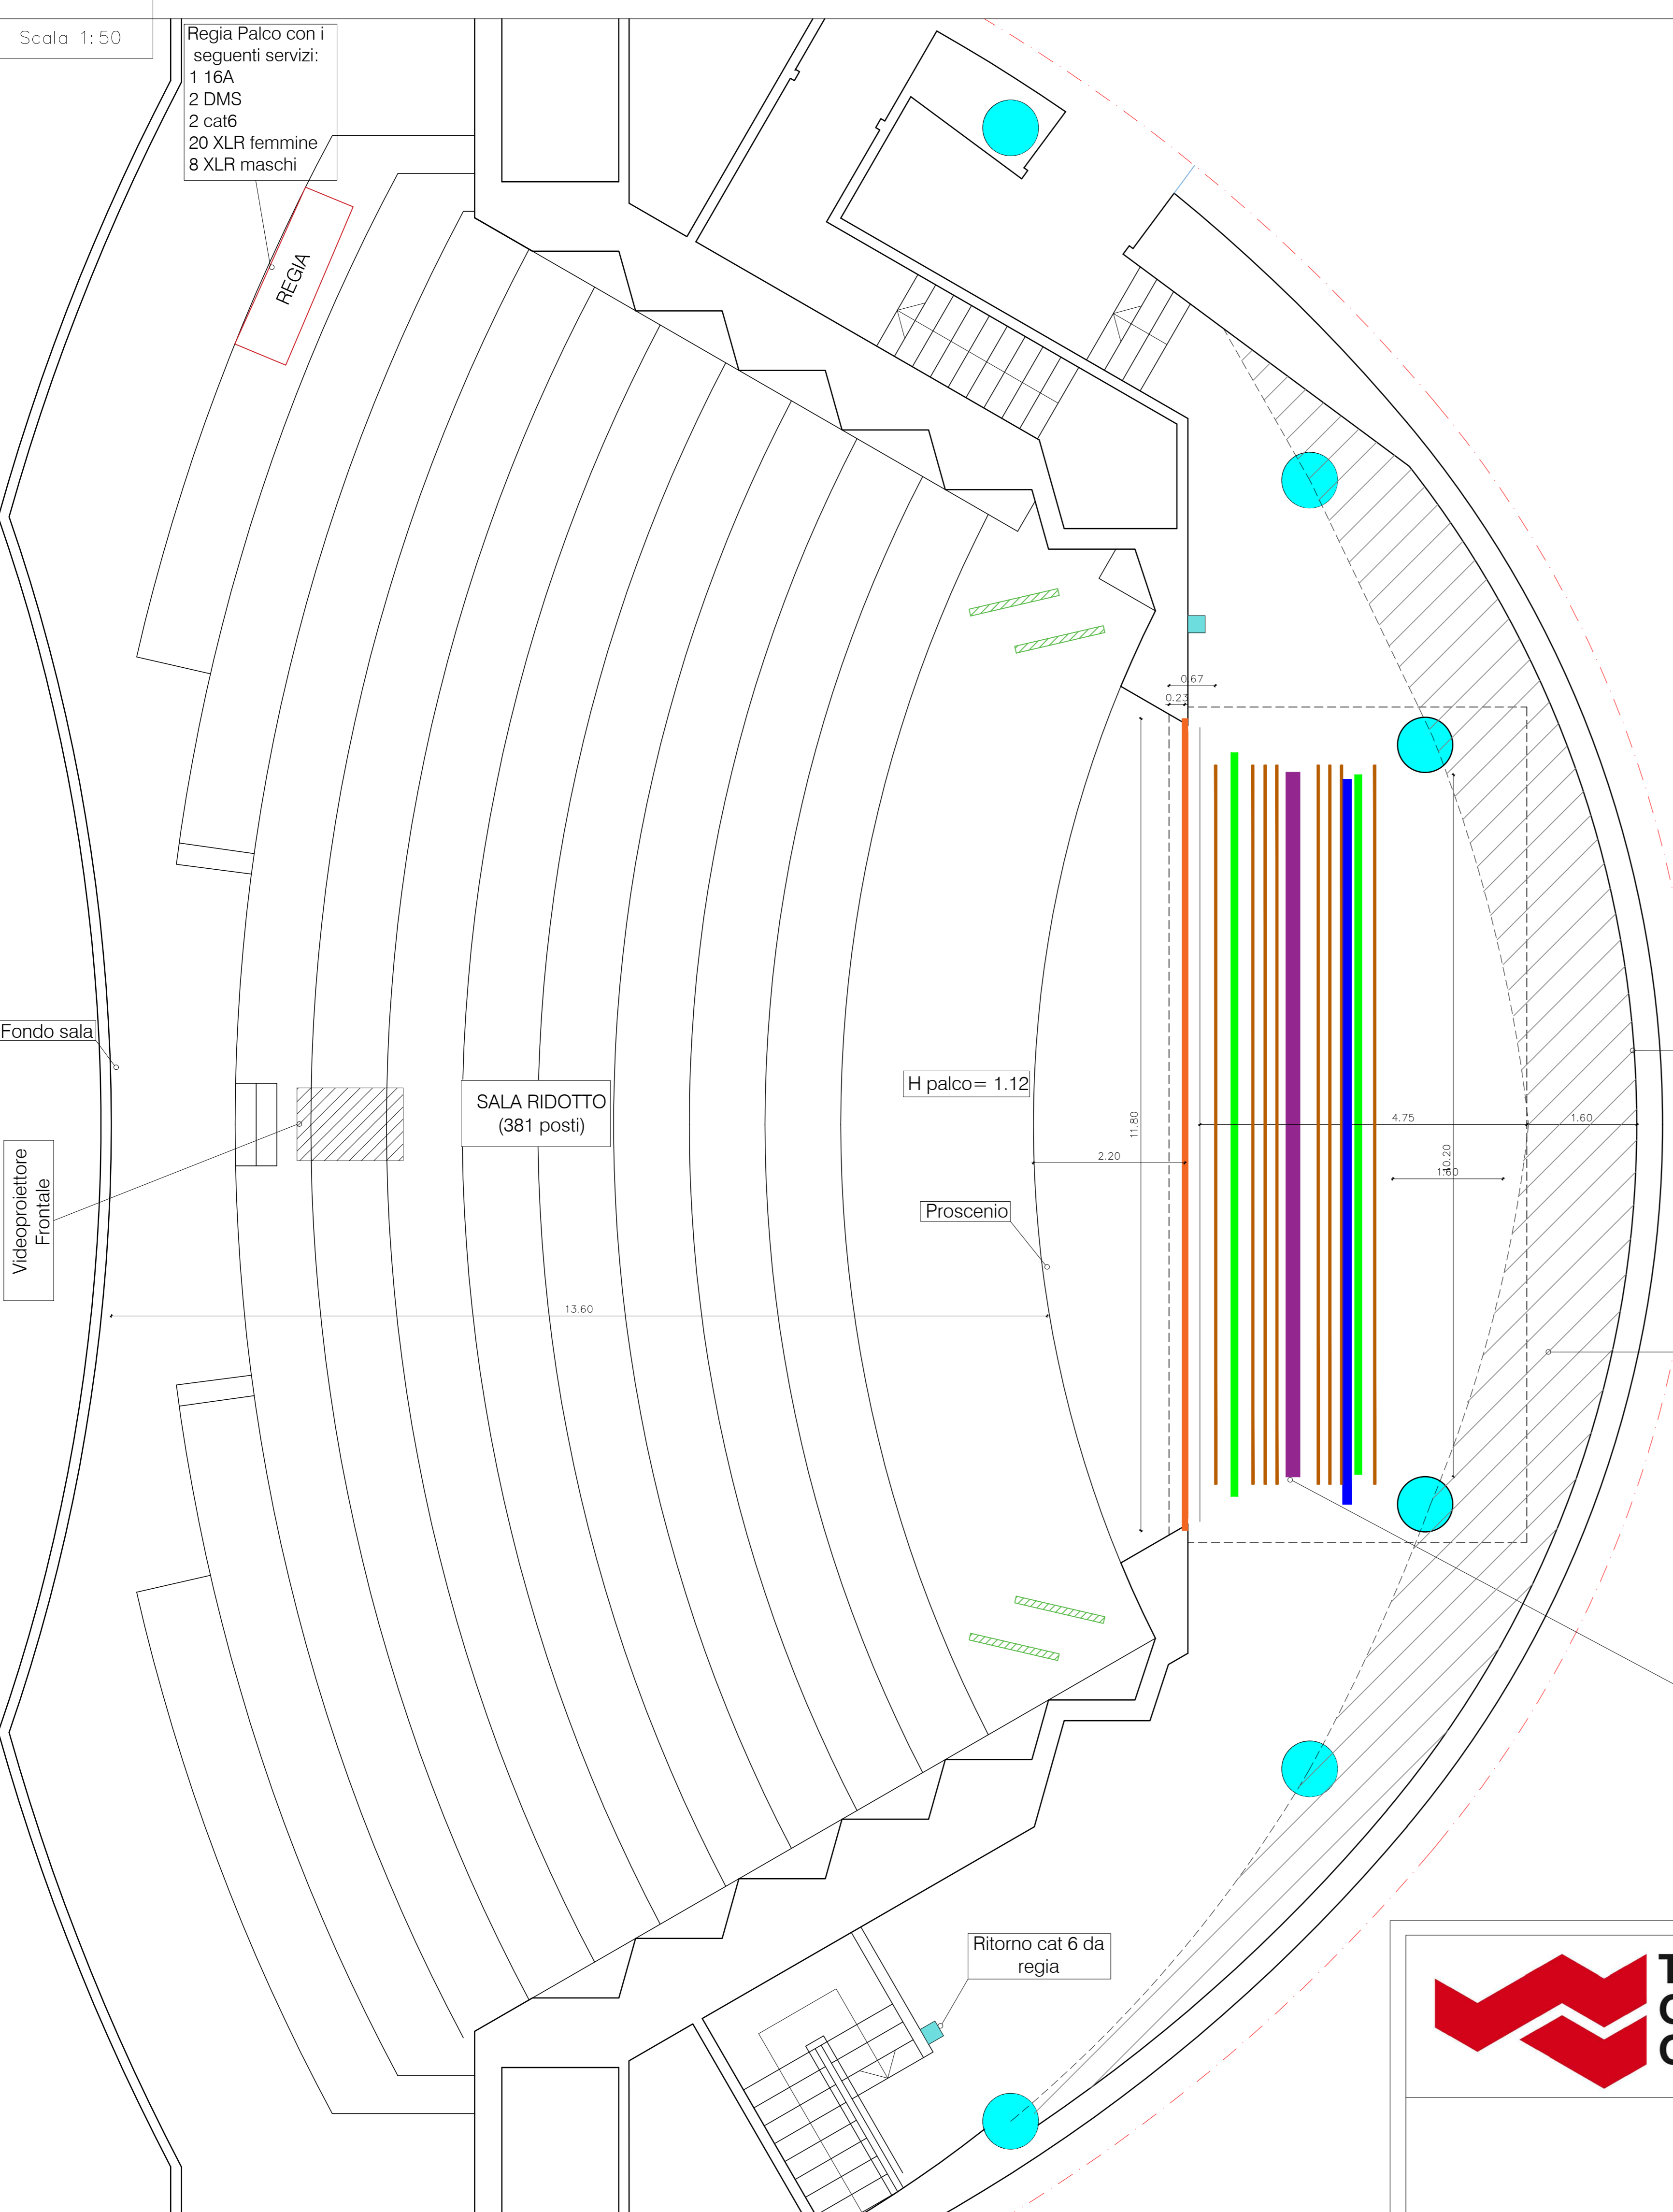 Scala 1:50
Regia Palco con i
seguenti servizi:
1 16A
2 DMS
2 cat6
20 XLR femmine
8 XLR maschi
REGIA
0.67
0.23
Fondo sala
H palco= 1.12
SALA RIDOTTO
(381 posti)
11.80
4.75
1.60
2.20
10.20
1.60
Videoproiettore
Frontale
Proscenio
13.60
Ritorno cat 6 da
regia